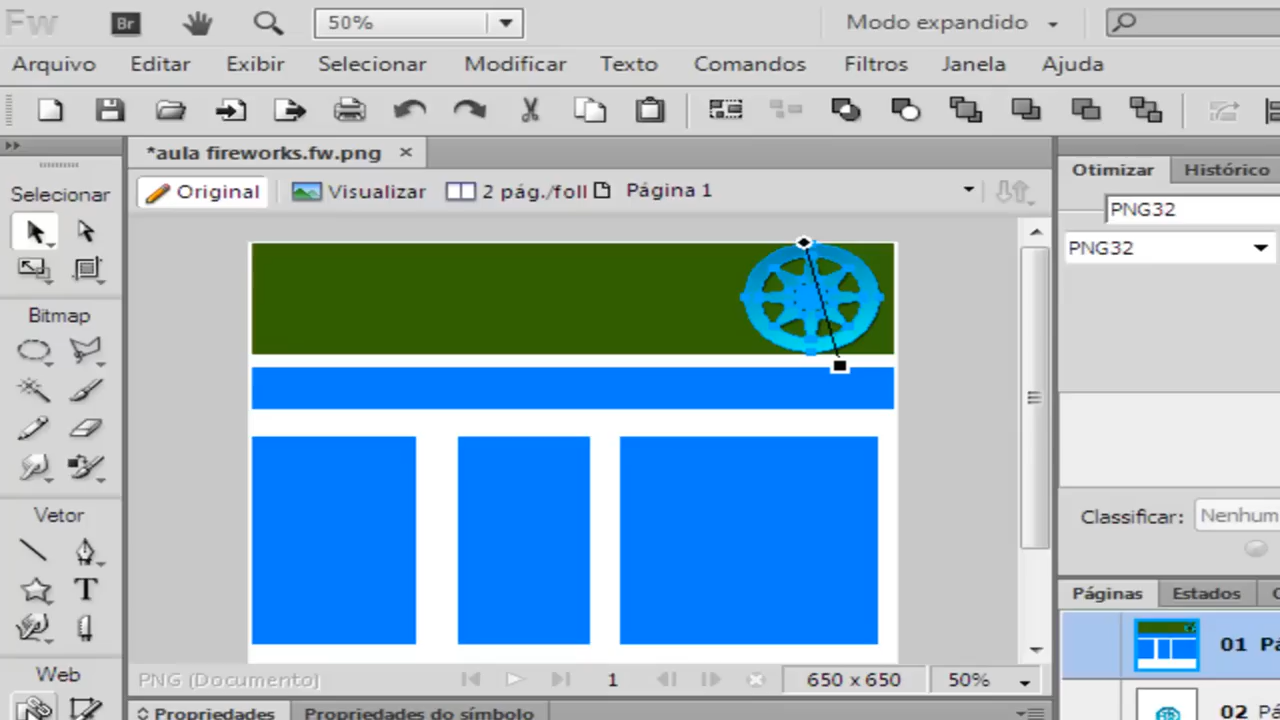 Fw Br 50% Modo expandido
Arquivo Editar Exibir Selecionar Modificar Texto Comandos Filtros Janela Ajuda
*aula fireworks.fw.png ×
Selecionar
Original Visualizar 2 pág./foll Página 1
Otimizar Histórico
PNG32
PNG32
Bitmap
Vetor
T
Classificar: Nenhum
Páginas Estados
01
Web
PNG (Documento) 1 650 x 650 50%
02
Propriedades Propriedades do símbolo